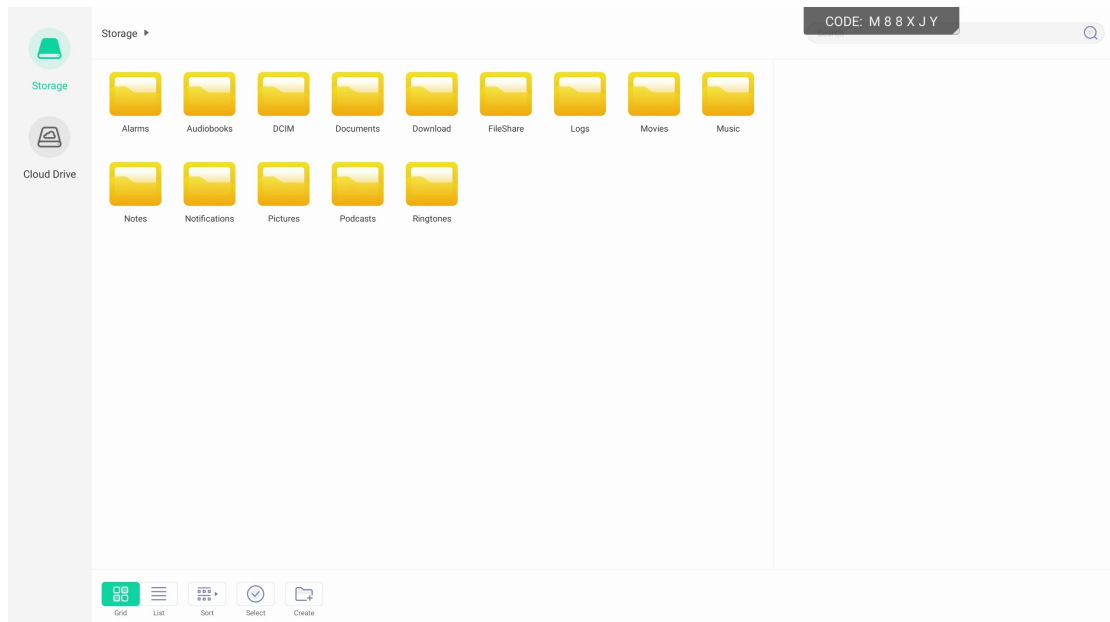 CODE: M 8 8 X J Y
Storage
Storage
Cloud Drive
Alarms Audiobooks DCIM Documents Download FileShare Logs Movies Music
Notes Notifications Pictures Podcasts Ringtones
Grid List Sort Select Create